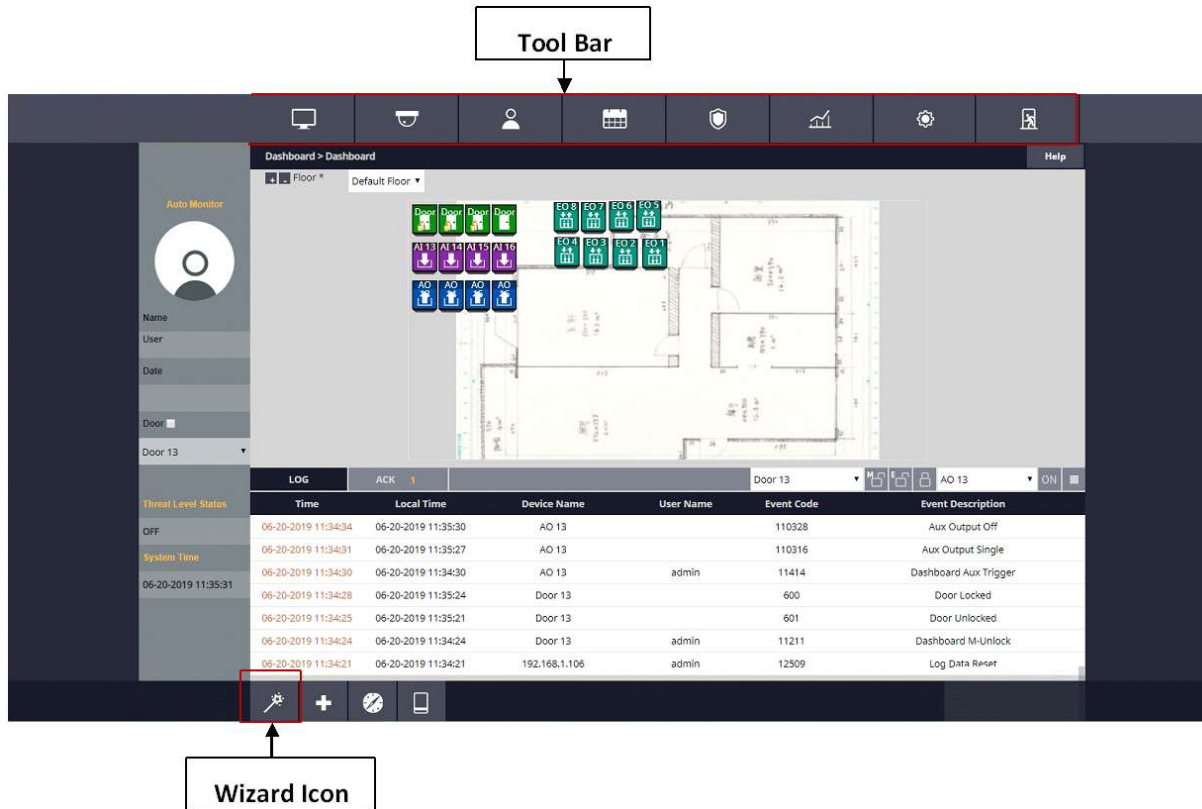 Tool Bar
Dashboard > Dashboard
Help
+ - Floor *
Default Floor
Auto Monitor
Door Door Door Door
EO 8 EO 7 EO 6 EO 5
AI 13 AI 14 AI 15 AI 16
EO 4 EO 3 EO 2 EO 1
AO AO AO AO
Name
User
Date
Door
Door 13
LOG
ACK 1
Door 13
M
E
AO 13
ON
Threat Level Status
OFF
System Time
06-20-2019 11:35:31
Time Local Time Device Name User Name Event Code Event Description
06-20-2019 11:34:34 06-20-2019 11:35:30 AO 13 110328 Aux Output Off
06-20-2019 11:34:31 06-20-2019 11:35:27 AO 13 110316 Aux Output Single
06-20-2019 11:34:30 06-20-2019 11:34:30 AO 13 admin 11414 Dashboard Aux Trigger
06-20-2019 11:34:28 06-20-2019 11:35:24 Door 13 600 Door Locked
06-20-2019 11:34:25 06-20-2019 11:35:21 Door 13 601 Door Unlocked
06-20-2019 11:34:24 06-20-2019 11:34:24 Door 13 admin 11211 Dashboard M-Unlock
06-20-2019 11:34:21 06-20-2019 11:34:21 192.168.1.106 admin 12509 Log Data Reset
Wizard Icon